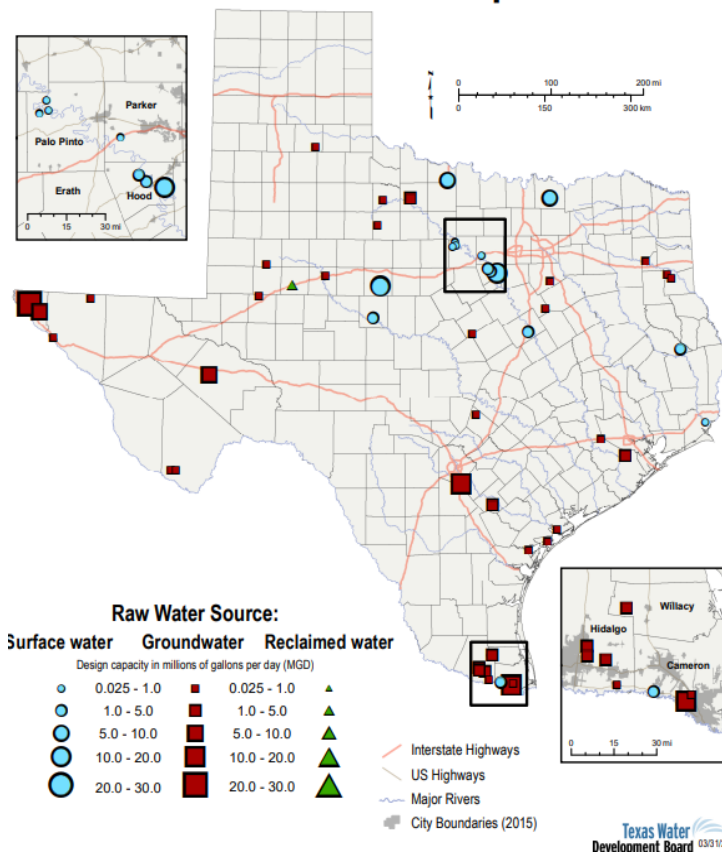 Parker
Palo Pinto
Erath
Hood
0 15 30 mi
N
0 100 200 mi
0 150 300 km
Willacy
Hidalgo
Cameron
0 15 30 mi
Raw Water Source:
Surface water Groundwater Reclaimed water
Design capacity in millions of gallons per day (MGD)
0.025 - 1.0 0.025 - 1.0
1.0 - 5.0 1.0 - 5.0
5.0 - 10.0 5.0 - 10.0
10.0 - 20.0 10.0 - 20.0
20.0 - 30.0 20.0 - 30.0
Interstate Highways
US Highways
Major Rivers
City Boundaries (2015)
Texas Water
Development Board 03/31/